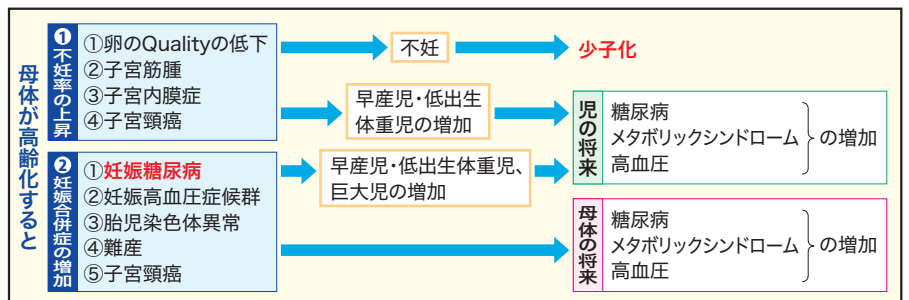 母体が高齢化すると
❶不妊率の上昇
①卵のQualityの低下
②子宮筋腫
③子宮内膜症
④子宮頸癌
不妊
少子化
早産児・低出生
体重児の増加
❷妊娠合併症の増加
①妊娠糖尿病
②妊娠高血圧症候群
③胎児染色体異常
④難産
⑤子宮頸癌
早産児・低出生体重児、
巨大児の増加
児の将来
糖尿病
メタボリックシンドローム
高血圧
の増加
母体の将来
糖尿病
メタボリックシンドローム
高血圧
の増加